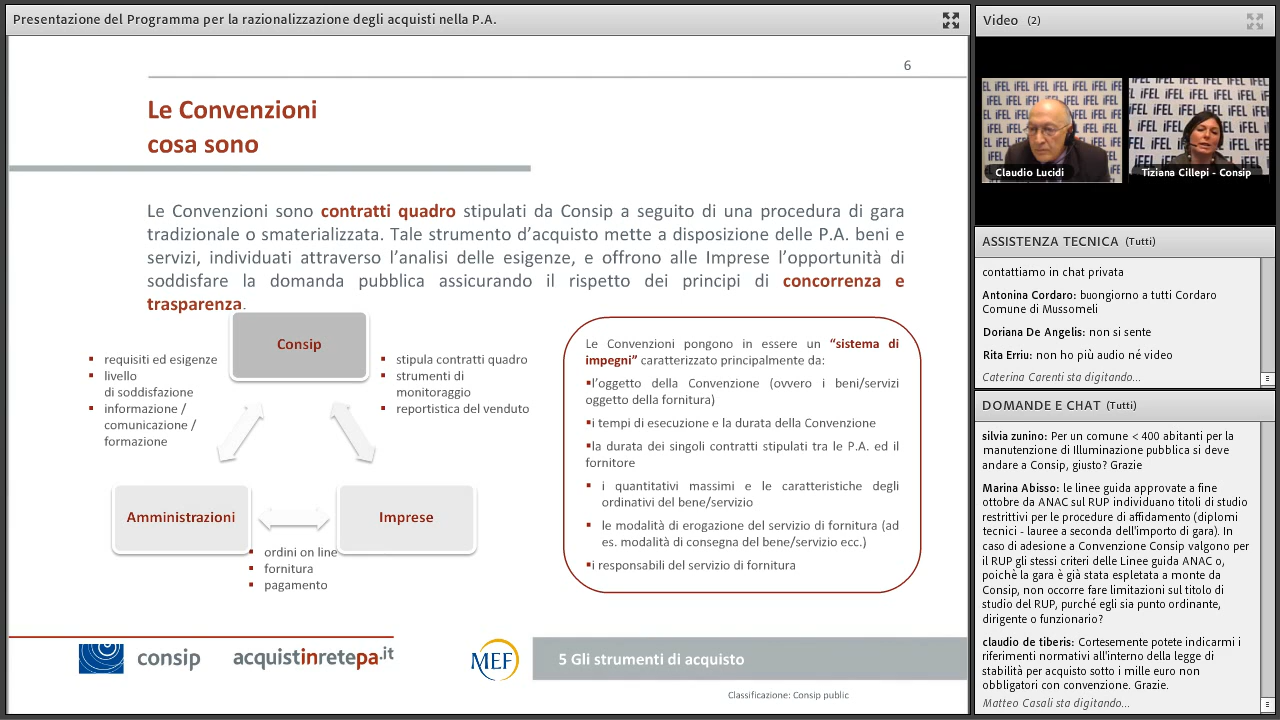 Presentazione del Programma per la razionalizzazione degli acquisti nella P.A.
6
Le Convenzioni
cosa sono
Le Convenzioni sono contratti quadro stipulati da Consip a seguito di una procedura di gara
tradizionale o smaterializzata. Tale strumento d'acquisto mette a disposizione delle P.A. beni e
servizi, individuati attraverso l'analisi delle esigenze, e offrono alle Imprese l'opportunità di
soddisfare la domanda pubblica assicurando il rispetto dei principi di concorrenza e
trasparenza.
Consip
▪ requisiti ed esigenze
▪ livello
di soddisfazione
▪ informazione /
comunicazione /
formazione
▪ stipula contratti quadro
▪ strumenti di
monitoraggio
▪ reportistica del venduto
Amministrazioni
Imprese
▪ ordini on line
▪ fornitura
▪ pagamento
Le Convenzioni pongono in essere un “sistema di
impegni” caratterizzato principalmente da:
▪l'oggetto della Convenzione (ovvero i beni/servizi
oggetto della fornitura)
▪i tempi di esecuzione e la durata della Convenzione
▪la durata dei singoli contratti stipulati tra le P.A. ed il
fornitore
▪ i quantitativi massimi e le caratteristiche degli
ordinativi del bene/servizio
▪ le modalità di erogazione del servizio di fornitura (ad
es. modalità di consegna del bene/servizio ecc.)
▪i responsabili del servizio di fornitura
consip
acquistinretepa.it
MEF
5 Gli strumenti di acquisto
Classificazione: Consip public
Video (2)
iFEL
Claudio Lucidi
Tiziana Cillepi - Consip
ASSISTENZA TECNICA (Tutti)
contattiamo in chat privata
Antonina Cordaro: buongiorno a tutti Cordaro
Comune di Mussomeli
Doriana De Angelis: non si sente
Rita Erriu: non ho più audio né video
Caterina Carenti sta digitando...
DOMANDE E CHAT (Tutti)
silvia zunino: Per un comune < 400 abitanti per la
manutenzione di Illuminazione pubblica si deve
andare a Consip, giusto? Grazie
Marina Abisso: le linee guida approvate a fine
ottobre da ANAC sul RUP individuano titoli di studio
restrittivi per le procedure di affidamento (diplomi
tecnici - lauree a seconda dell'importo di gara). In
caso di adesione a Convenzione Consip valgono per
il RUP gli stessi criteri delle Linee guida ANAC o,
poichè la gara è già stata espletata a monte da
Consip, non occorre fare limitazioni sul titolo di
studio del RUP, purché egli sia punto ordinante,
dirigente o funzionario?
claudio de tiberis: Cortesemente potete indicarmi i
riferimenti normativi all'interno della legge di
stabilità per acquisto sotto i mille euro non
obbligatori con convenzione. Grazie.
Matteo Casali sta digitando...